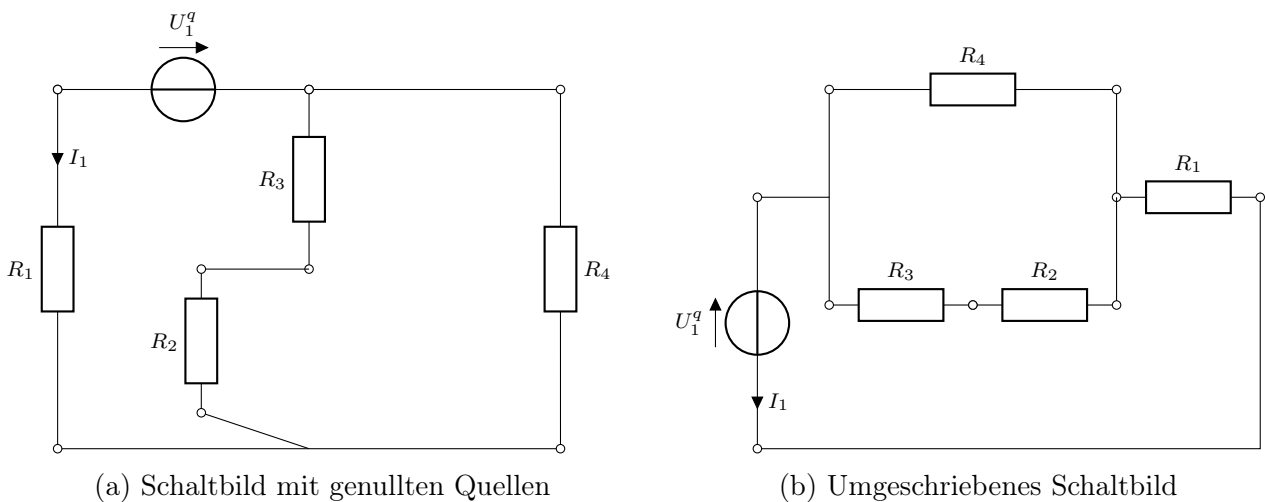 U_1^q
I_1
R_3
R_1
R_4
R_2
(a) Schaltbild mit genullten Quellen
R_4
R_1
R_3
R_2
U_1^q
I_1
(b) Umgeschriebenes Schaltbild